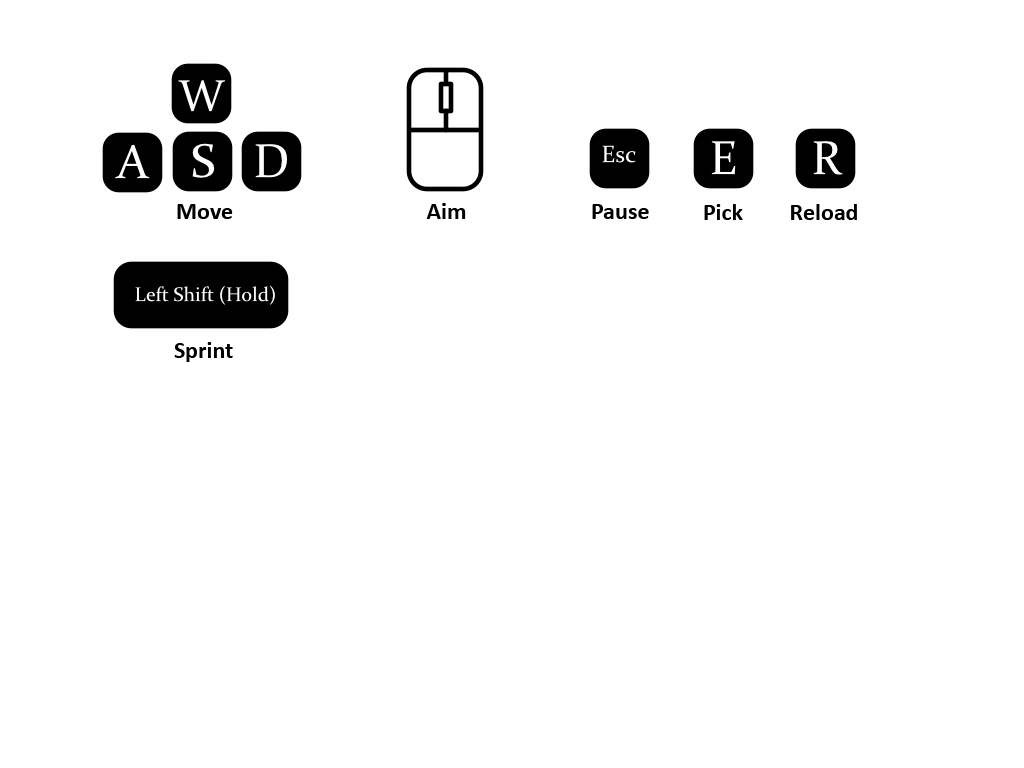 W
A S D
Move
Aim
Esc E R
Pause Pick Reload
Left Shift (Hold)
Sprint